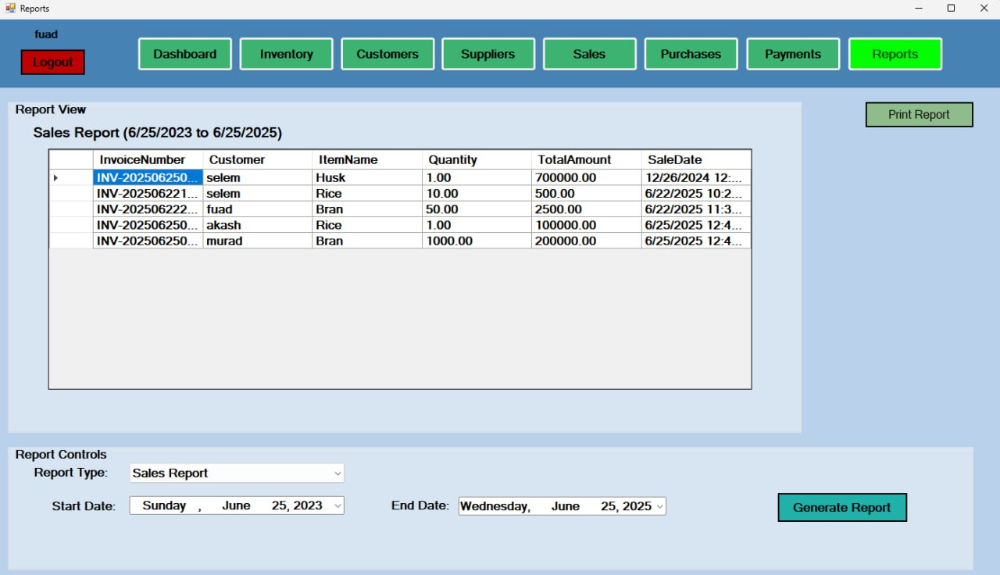 Reports
fuad
Logout
Dashboard Inventory Customers Suppliers Sales Purchases Payments Reports
Report View
Print Report
Sales Report (6/25/2023 to 6/25/2025)
InvoiceNumber Customer ItemName Quantity TotalAmount SaleDate
INV-202506250... selem Husk 1.00 700000.00 12/26/2024 12:...
INV-202506221... selem Rice 10.00 500.00 6/22/2025 10:2...
INV-202506222... fuad Bran 50.00 2500.00 6/22/2025 11:3...
INV-202506250... akash Rice 1.00 100000.00 6/25/2025 12:4...
INV-202506250... murad Bran 1000.00 200000.00 6/25/2025 12:4...
Report Controls
Report Type: Sales Report
Start Date: Sunday , June 25, 2023 End Date: Wednesday, June 25, 2025 Generate Report